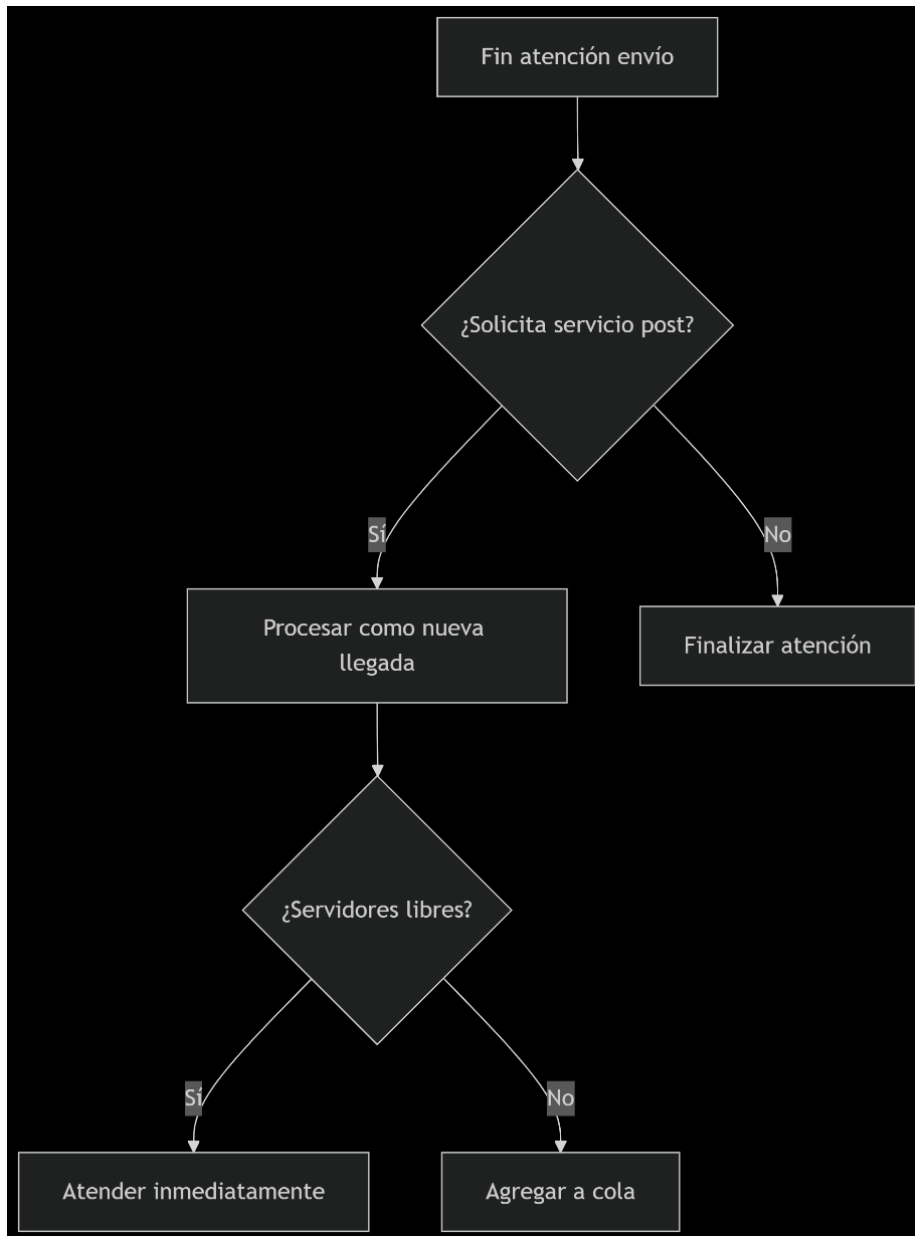 Fin atención envío
¿Solicita servicio post?
Sí
No
Procesar como nueva
llegada
Finalizar atención
¿Servidores libres?
Sí
No
Atender inmediatamente
Agregar a cola